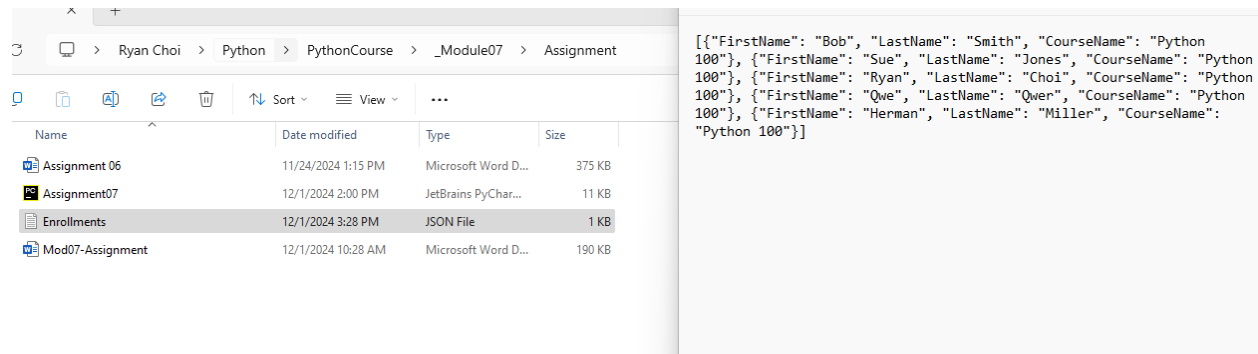 Ryan Choi > Python > PythonCourse > _Module07 > Assignment
Sort View
Name Date modified Type Size
Assignment 06 11/24/2024 1:15 PM Microsoft Word D... 375 KB
Assignment07 12/1/2024 2:00 PM JetBrains PyChar... 11 KB
Enrollments 12/1/2024 3:28 PM JSON File 1 KB
Mod07-Assignment 12/1/2024 10:28 AM Microsoft Word D... 190 KB
[{"FirstName": "Bob", "LastName": "Smith", "CourseName": "Python
100"}, {"FirstName": "Sue", "LastName": "Jones", "CourseName": "Python
100"}, {"FirstName": "Ryan", "LastName": "Choi", "CourseName": "Python
100"}, {"FirstName": "Qwe", "LastName": "Qwer", "CourseName": "Python
100"}, {"FirstName": "Herman", "LastName": "Miller", "CourseName":
"Python 100"}]